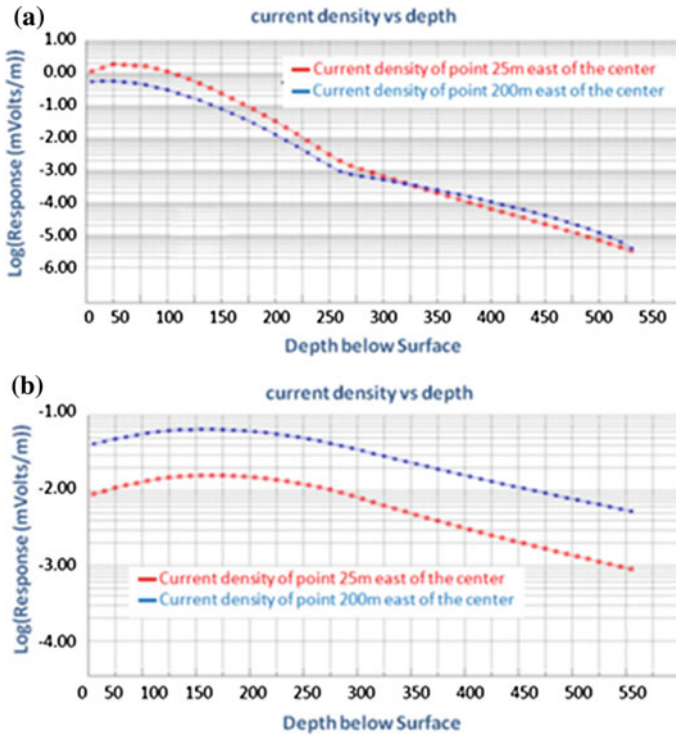 (a)
current density vs depth
Log(Response (mVolts/m))
1.00
0.00
-1.00
-2.00
-3.00
-4.00
-5.00
-6.00
Current density of point 25m east of the center
Current density of point 200m east of the center
0 50 100 150 200 250 300 350 400 450 500 550
Depth below Surface
(b)
current density vs depth
Log(Response (mVolts/m))
-1.00
-2.00
-3.00
-4.00
Current density of point 25m east of the center
Current density of point 200m east of the center
0 50 100 150 200 250 300 350 400 450 500 550
Depth below Surface